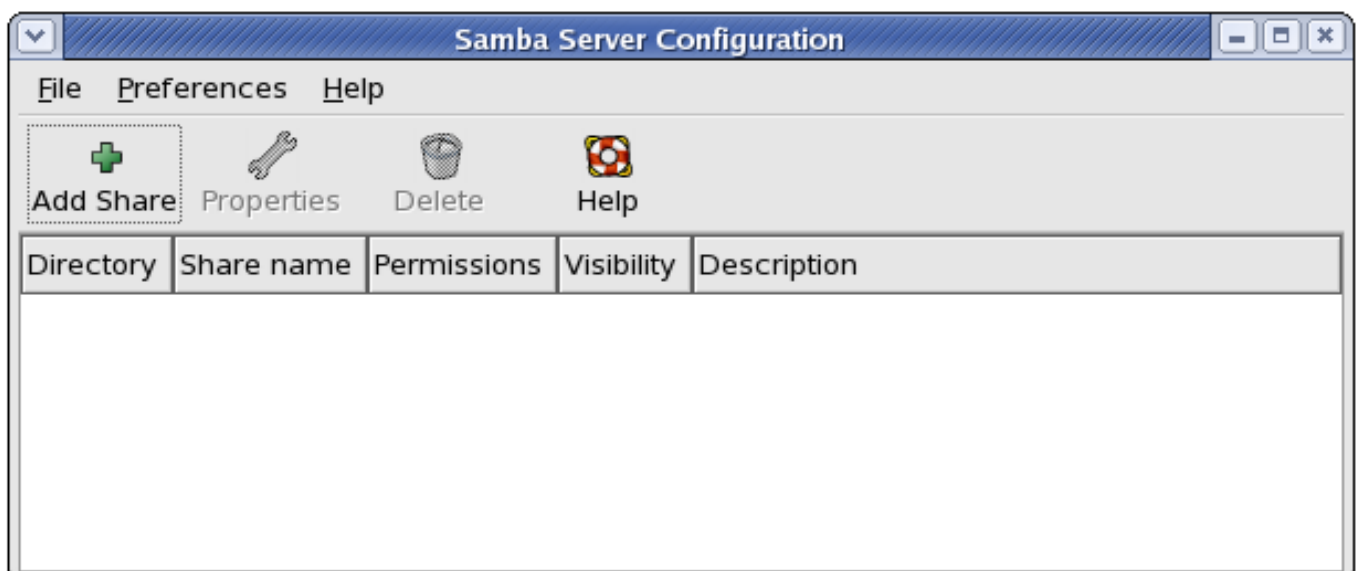 Samba Server Configuration
File Preferences Help
Add Share Properties Delete Help
Directory Share name Permissions Visibility Description